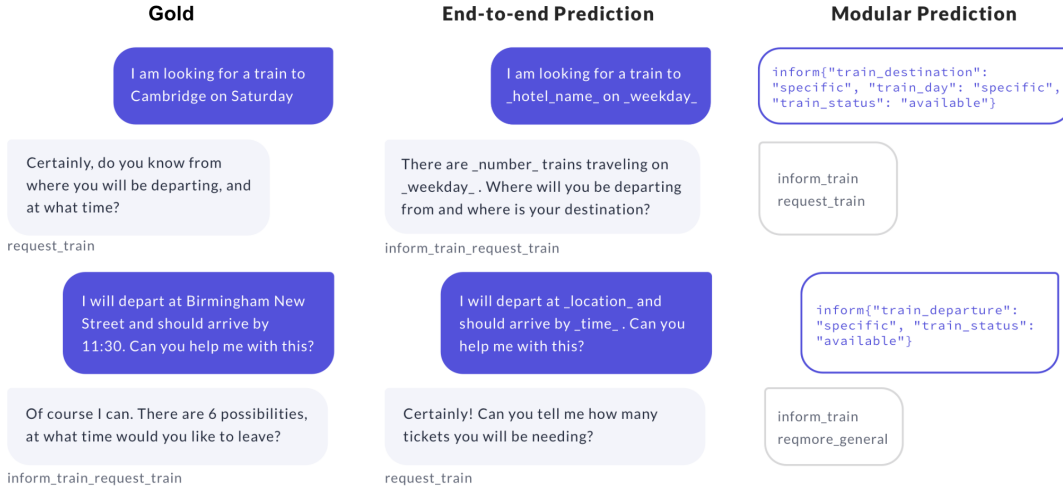 Gold
I am looking for a train to
Cambridge on Saturday
Certainly, do you know from
where you will be departing, and
at what time?
request_train
I will depart at Birmingham New
Street and should arrive by
11:30. Can you help me with this?
Of course I can. There are 6 possibilities,
at what time would you like to leave?
inform_train_request_train
End-to-end Prediction
I am looking for a train to
_hotel_name_ on _weekday_
There are _number_ trains traveling on
_weekday_ . Where will you be departing
from and where is your destination?
inform_train_request_train
I will depart at _location_ and
should arrive by _time_ . Can you
help me with this?
Certainly! Can you tell me how many
tickets you will be needing?
request_train
Modular Prediction
inform{"train_destination":
"specific", "train_day": "specific",
"train_status": "available"}
inform_train
request_train
inform{"train_departure":
"specific", "train_status":
"available"}
inform_train
reqmore_general